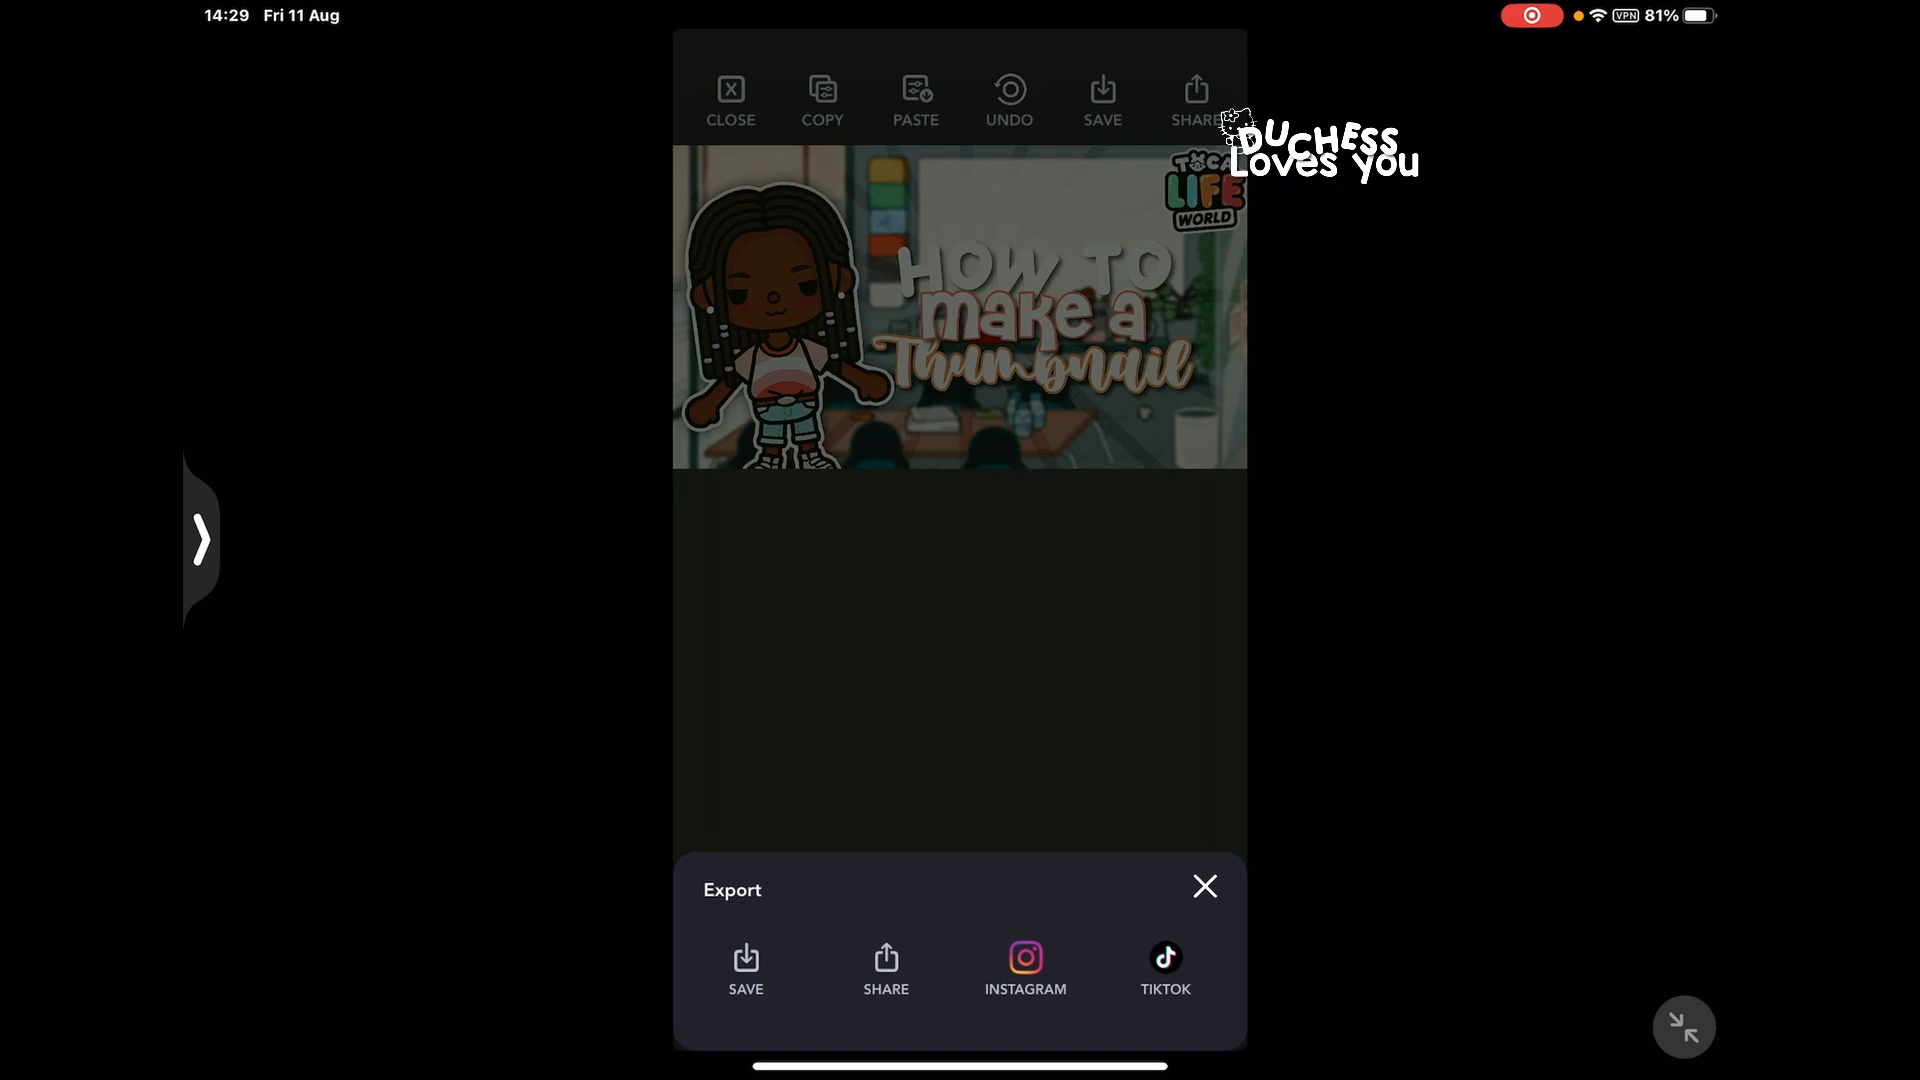 14:29 Fri 11 Aug
VPN 81%
CLOSE COPY PASTE UNDO SAVE SHARE
DUCHESS
Loves You
TOCA
LIFE
WORLD
HOW TO
make a
Thumbnail
Export
SAVE SHARE INSTAGRAM TIKTOK